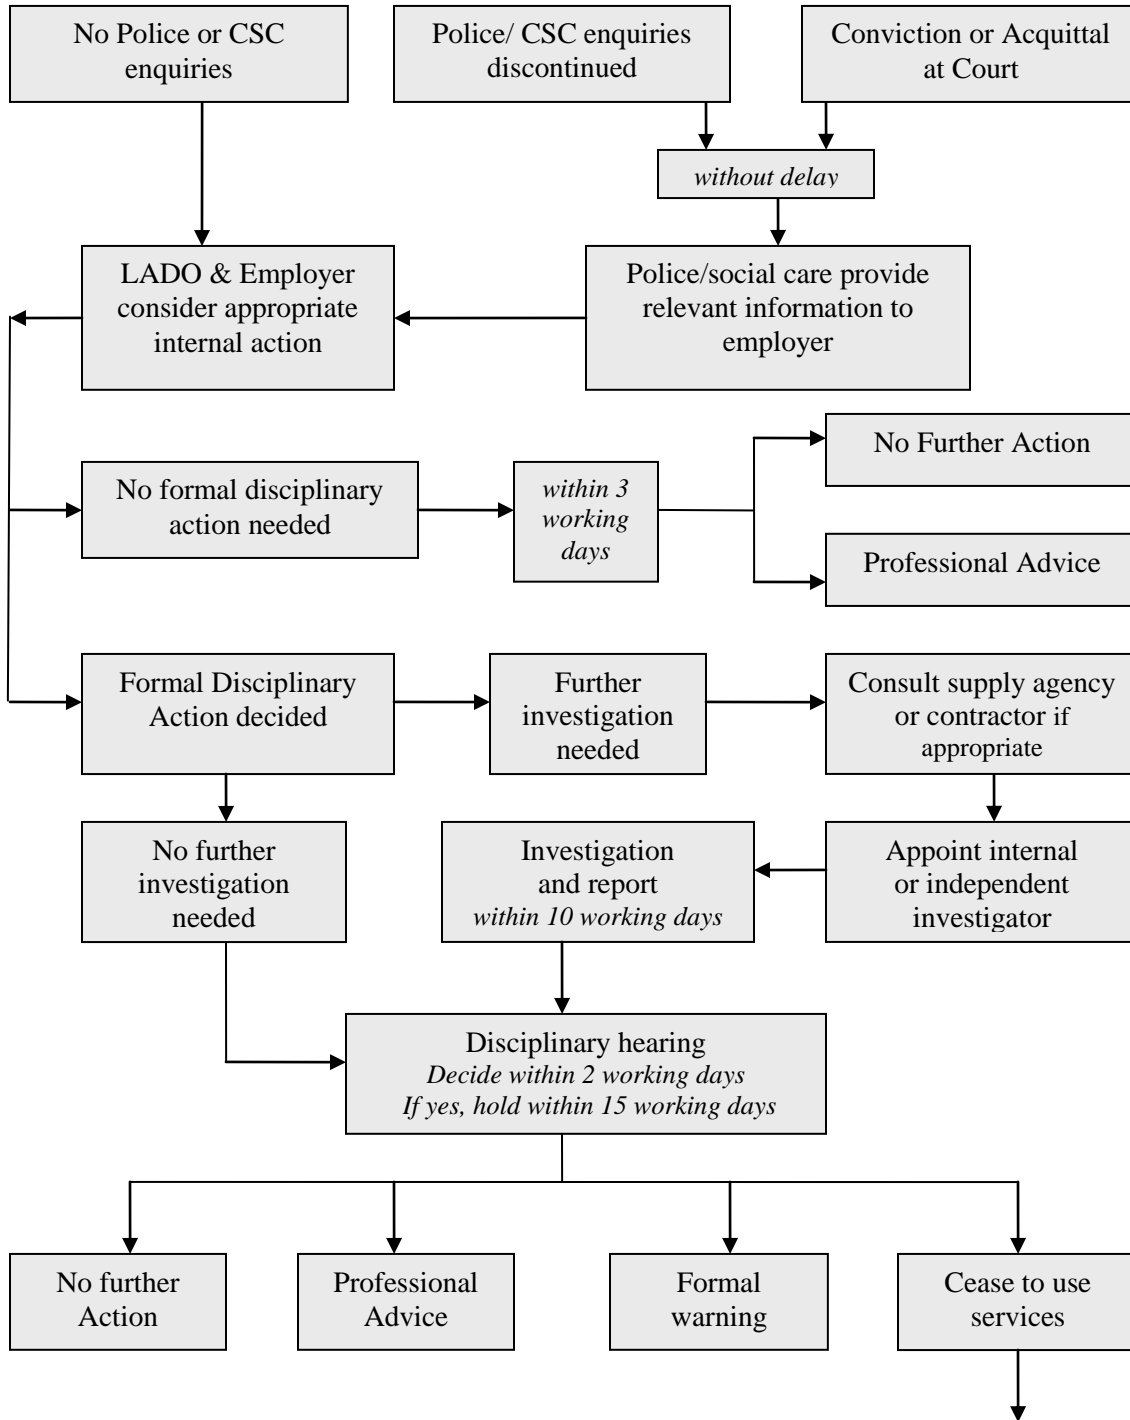 No Police or CSC
enquiries
Police/ CSC enquiries
discontinued
Conviction or Acquittal
at Court
without delay
LADO & Employer
consider appropriate
internal action
Police/social care provide
relevant information to
employer
No Further Action
No formal disciplinary
action needed
within 3
working
days
Professional Advice
Formal Disciplinary
Action decided
Further
investigation
needed
Consult supply agency
or contractor if
appropriate
No further
investigation
needed
Investigation
and report
within 10 working days
Appoint internal
or independent
investigator
Disciplinary hearing
Decide within 2 working days
If yes, hold within 15 working days
No further
Action
Professional
Advice
Formal
warning
Cease to use
services